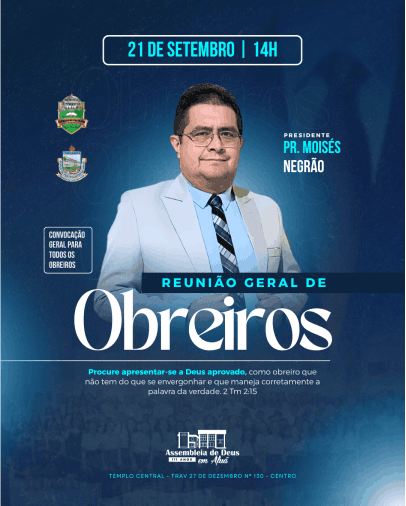 21 DE SETEMBRO | 14H
PRESIDENTE
PR. MOISÉS
NEGRÃO
CONVOCAÇÃO
GERAL PARA
TODOS OS
OBREIROS
REUNIÃO GERAL DE
Obreiros
Procure apresentar-se a Deus aprovado, como obreiro que
não tem do que se envergonhar e que maneja corretamente a
palavra da verdade. 2 Tm 2:15
Assembleia de Deus
em Afuá
TEMPLO CENTRAL - TRAV 27 DE DEZEMBRO Nº 130 - CENTRO